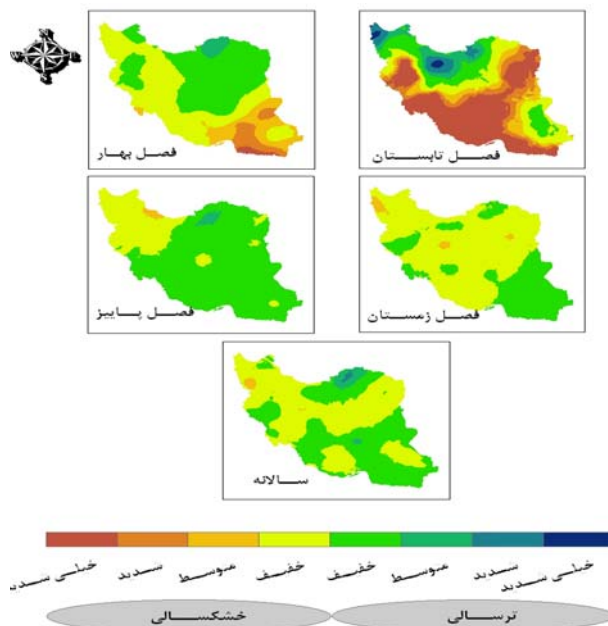 فصل بهار
فصل تابستان
فصل پاییز
فصل زمستان
سالانه
خیلی شدید شدید متوسط خفیف خفیف متوسط شدید خیلی شدید
ترسالی خشکسالی